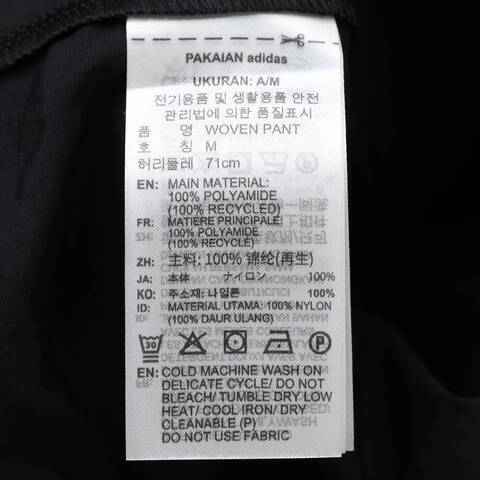 PAKAIAN adidas
UKURAN: A/M
전기용품 및 생활용품 안전
관리법에 의한 품질표시
품 명 WOVEN PANT
호 칭 M
허리둘레 71cm
EN: MAIN MATERIAL:
100% POLYAMIDE
(100% RECYCLED)
FR: MATIERE PRINCIPALE:
100% POLYAMIDE
(100% RECYCLÉ)
ZH: 主料: 100% 锦纶(再生)
JA: 本体 ナイロン 100%
KO: 주소재: 나일론 100%
ID: MATERIAL UTAMA: 100% NYLON
(100% DAUR ULANG)
30 P
EN: COLD MACHINE WASH ON
DELICATE CYCLE/ DO NOT
BLEACH/ TUMBLE DRY LOW
HEAT/ COOL IRON/ DRY
CLEANABLE (P)
DO NOT USE FABRIC